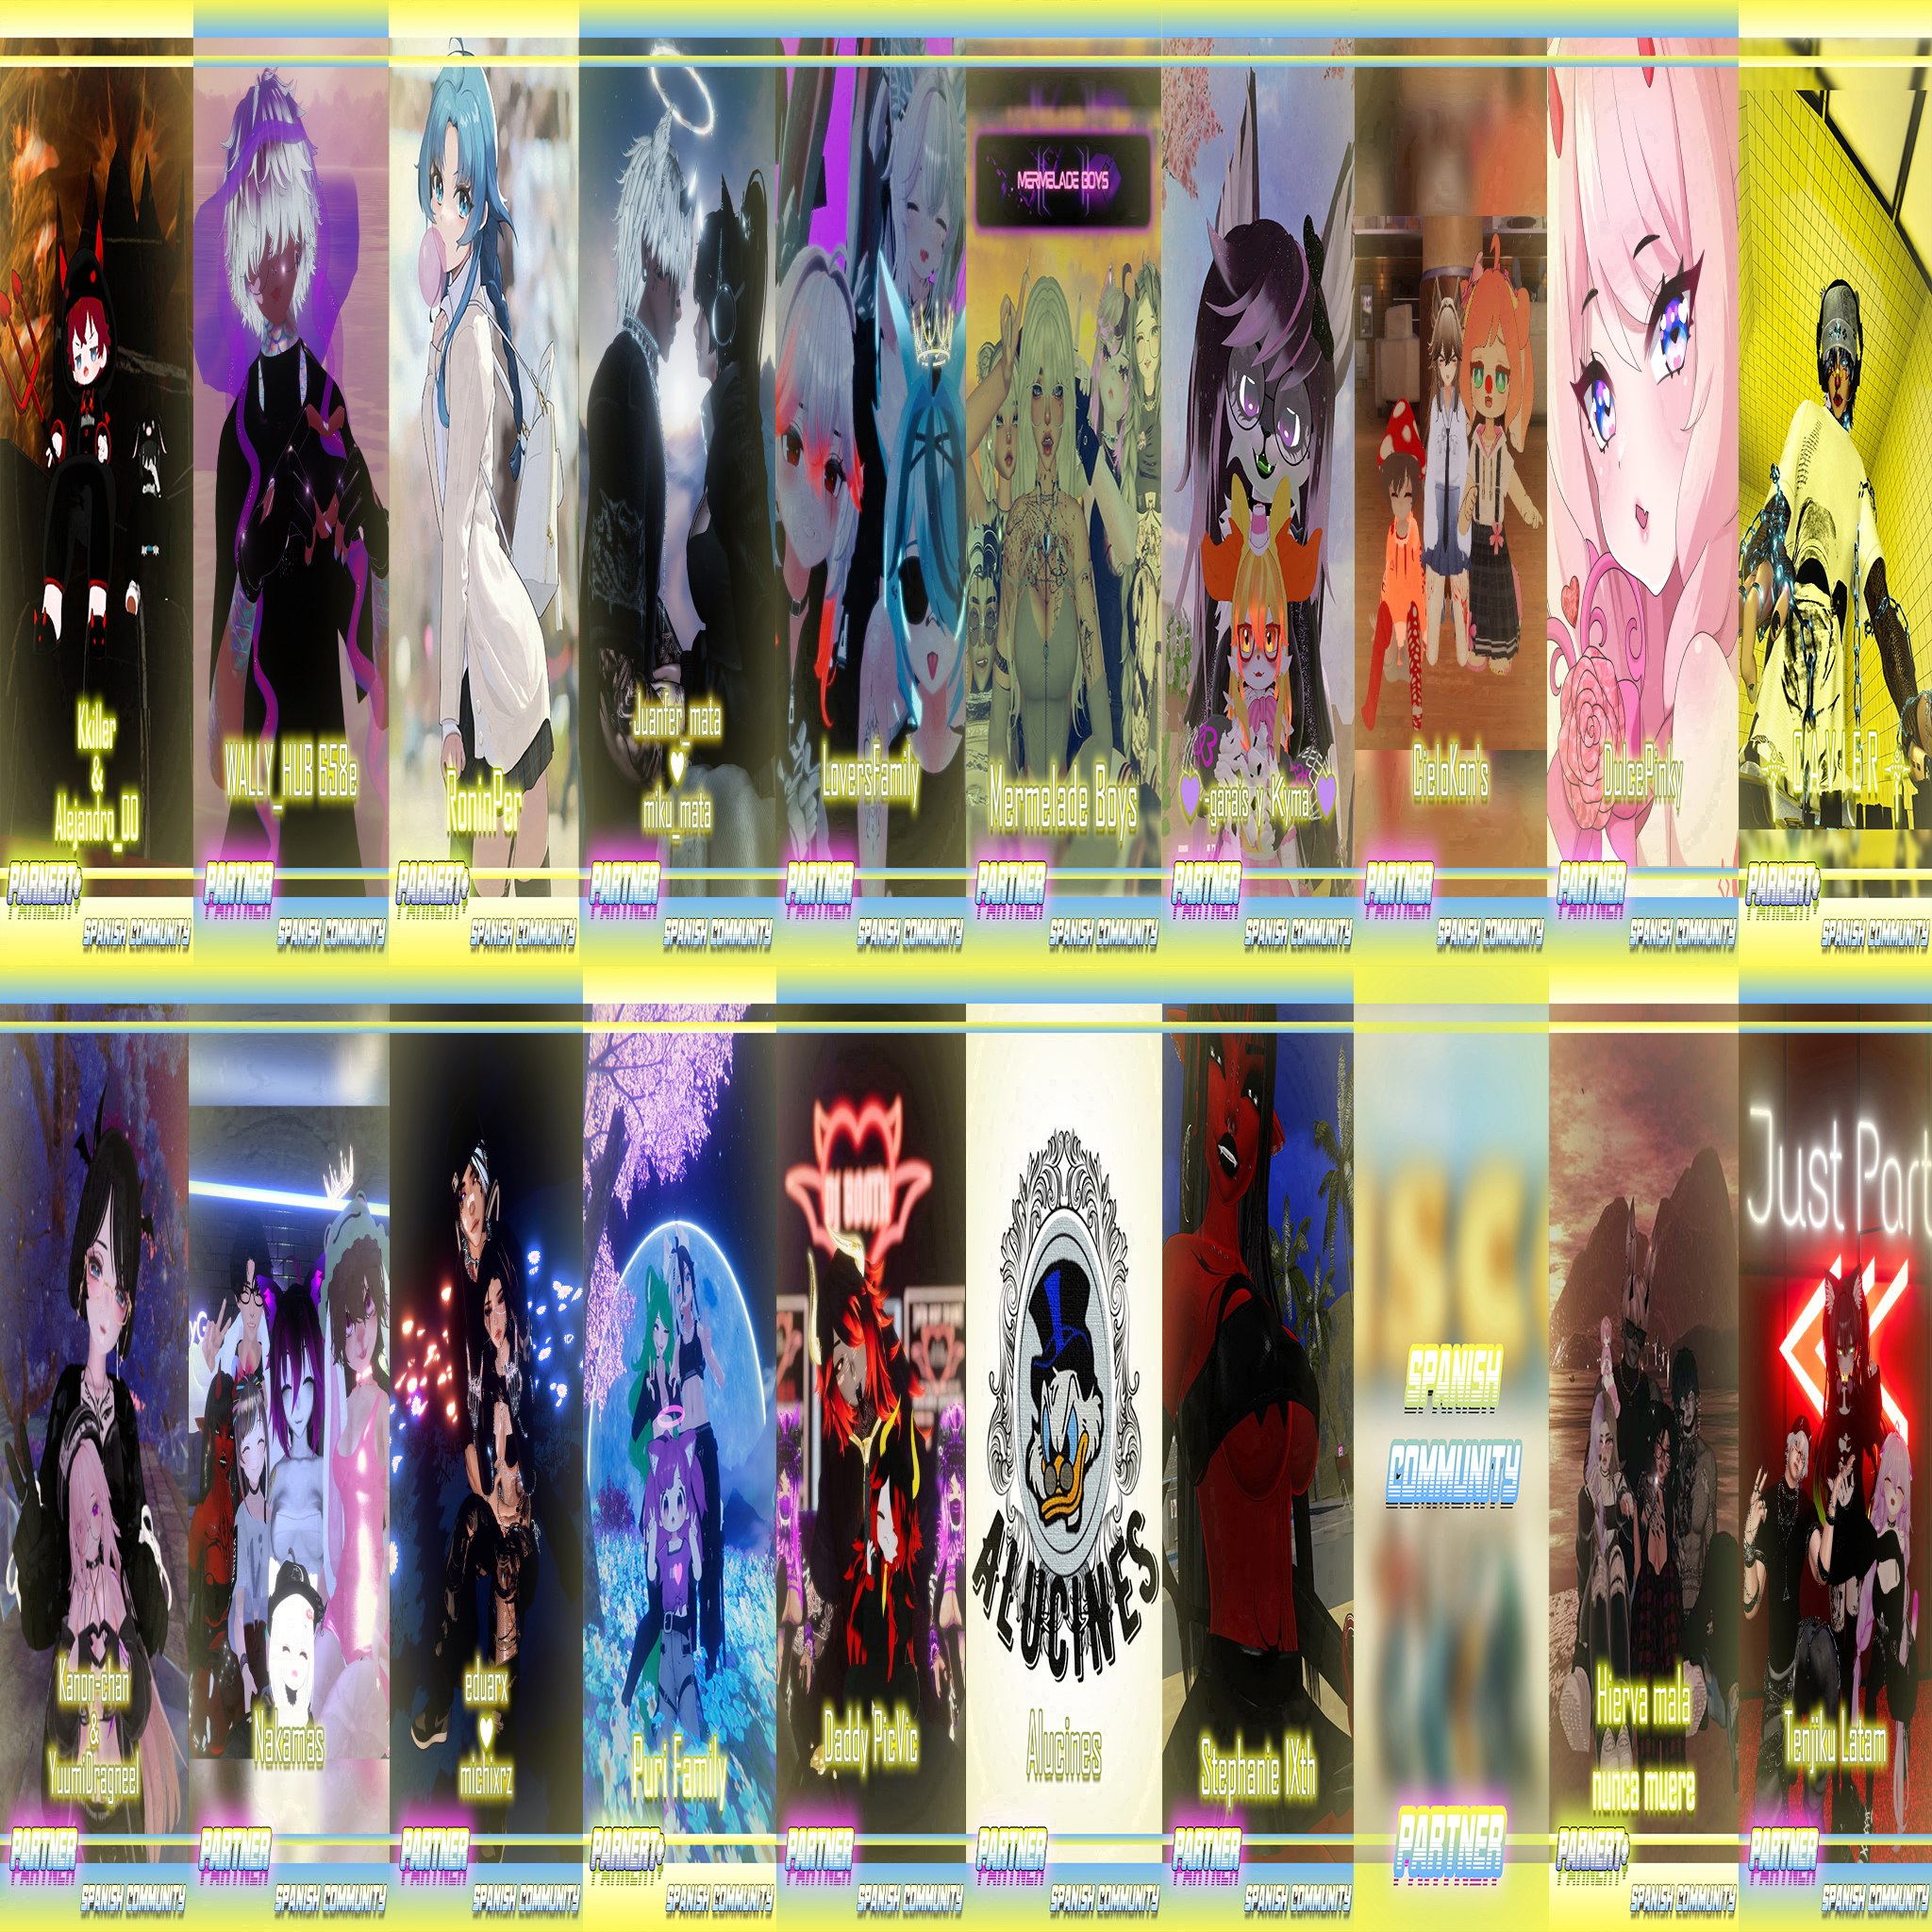 Kkiller
&
Alejandro_00
PARNERT+
SPANISH COMMUNITY
WALLY_HUB 658e
PARTNER
SPANISH COMMUNITY
RoninPer
PARNERT+
SPANISH COMMUNITY
Juanfer_mata
♥
miku_mata
PARTNER
SPANISH COMMUNITY
LoversFamily
PARTNER
SPANISH COMMUNITY
MERMELADE BOYS
Mermelade Boys
PARTNER
SPANISH COMMUNITY
-garais y Kyma
PARTNER
SPANISH COMMUNITY
CieloKon's
PARTNER
SPANISH COMMUNITY
DulcePinky
PARTNER
SPANISH COMMUNITY
PARNERT+
SPANISH COMMUNITY
Kanon-chan
&
YuumiDragneel
PARTNER
SPANISH COMMUNITY
Nakamas
PARTNER
SPANISH COMMUNITY
eduarx
♥
michixrz
PARTNER
SPANISH COMMUNITY
Puri Family
PARNERT+
SPANISH COMMUNITY
DJ BOOTH
Daddy PicVic
PARTNER
SPANISH COMMUNITY
ALUCINES
Alucines
PARTNER
SPANISH COMMUNITY
Stephanie IXth
PARTNER
SPANISH COMMUNITY
SPANISH
COMMUNITY
PARTNER
Hierva mala
nunca muere
PARNERT+
SPANISH COMMUNITY
Just Part
Tenjiku Latam
PARTNER
SPANISH COMMUNITY